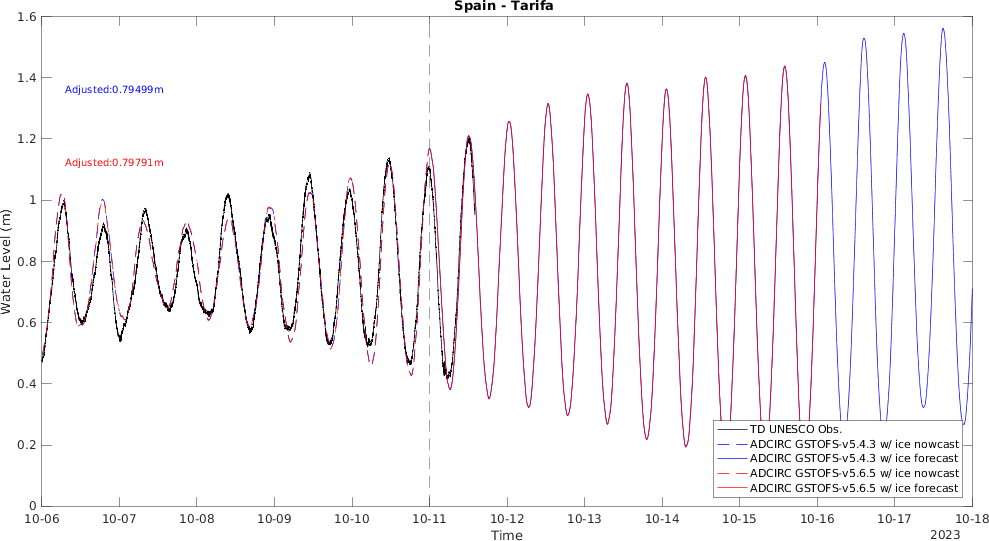 Spain - Tarifa
1.6
1.4
1.2
1
0.8
0.6
0.4
0.2
0
Water Level (m)
Adjusted:0.79499m
Adjusted:0.79791m
TD UNESCO Obs.
ADCIRC GSTOFS-v5.4.3 w/ ice nowcast
ADCIRC GSTOFS-v5.4.3 w/ ice forecast
ADCIRC GSTOFS-v5.6.5 w/ ice nowcast
ADCIRC GSTOFS-v5.6.5 w/ ice forecast
10-06 10-07 10-08 10-09 10-10 10-11 10-12 10-13 10-14 10-15 10-16 10-17 10-18
Time
2023